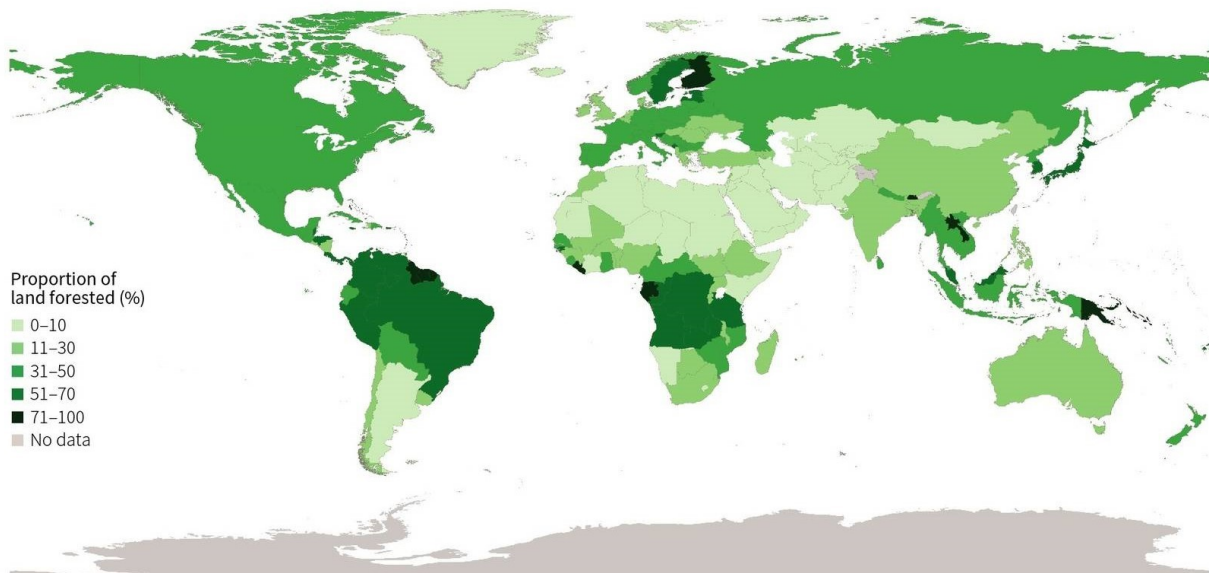 Proportion of
land forested (%)
0–10
11–30
31–50
51–70
71–100
No data